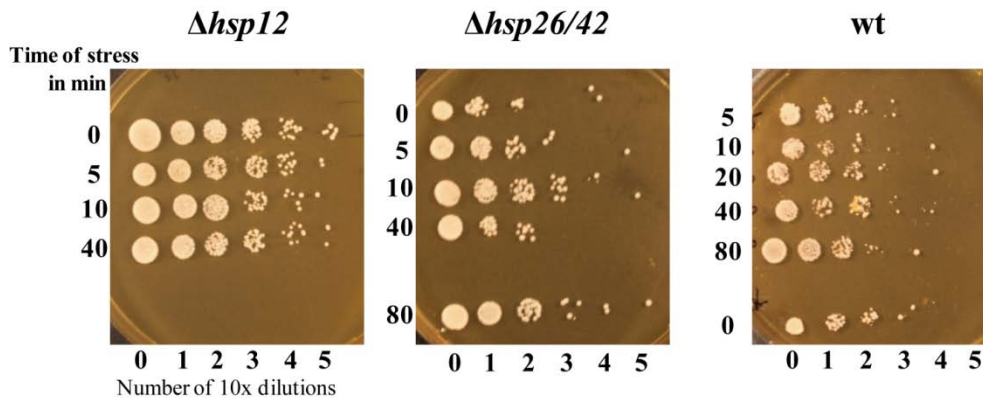 Δhsp12 Δhsp26/42 wt
Time of stress
in min
0 0 5
5 5 10
10 10 20
40 40 40
80 80
0
0 1 2 3 4 5 0 1 2 3 4 5 0 1 2 3 4 5
Number of 10x dilutions